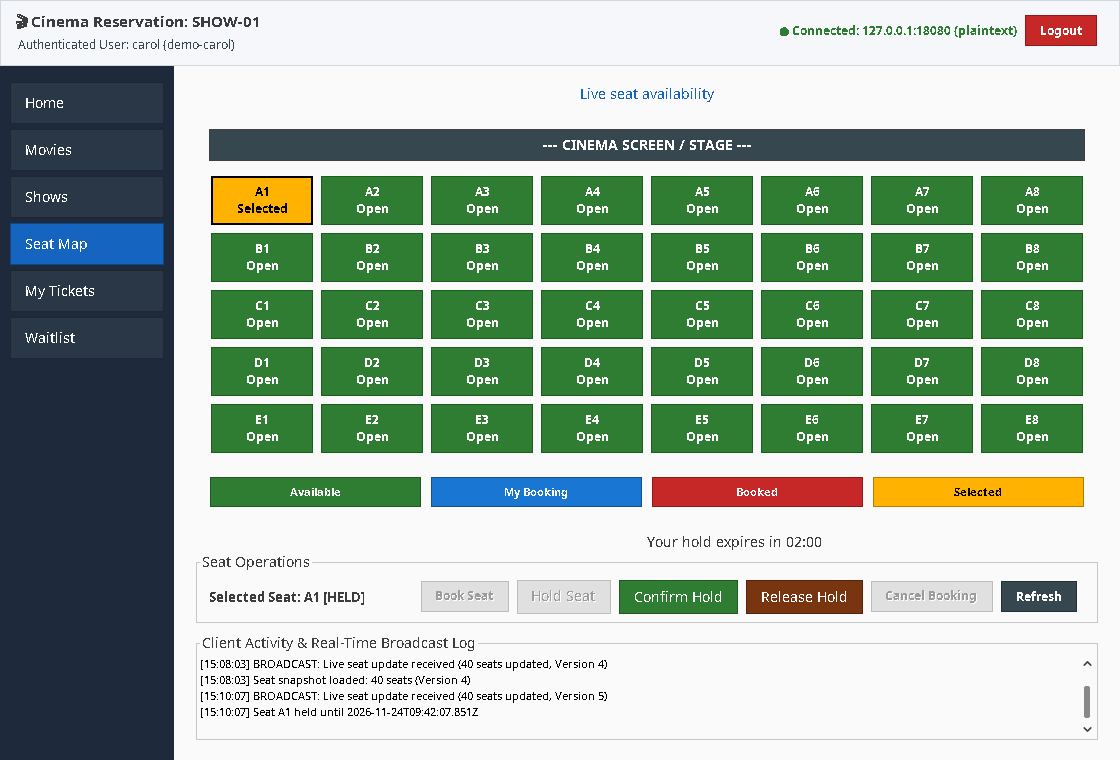 Cinema Reservation: SHOW-01
Authenticated User: carol (demo-carol)
Connected: 127.0.0.1:18080 (plaintext)
Logout
Home
Movies
Shows
Seat Map
My Tickets
Waitlist
Live seat availability
--- CINEMA SCREEN / STAGE ---
A1 A2 A3 A4 A5 A6 A7 A8
Selected Open Open Open Open Open Open Open
B1 B2 B3 B4 B5 B6 B7 B8
Open Open Open Open Open Open Open Open
C1 C2 C3 C4 C5 C6 C7 C8
Open Open Open Open Open Open Open Open
D1 D2 D3 D4 D5 D6 D7 D8
Open Open Open Open Open Open Open Open
E1 E2 E3 E4 E5 E6 E7 E8
Open Open Open Open Open Open Open Open
Available My Booking Booked Selected
Your hold expires in 02:00
Seat Operations
Selected Seat: A1 [HELD] Book Seat Hold Seat Confirm Hold Release Hold Cancel Booking Refresh
Client Activity & Real-Time Broadcast Log
[15:08:03] BROADCAST: Live seat update received (40 seats updated, Version 4)
[15:08:03] Seat snapshot loaded: 40 seats (Version 4)
[15:10:07] BROADCAST: Live seat update received (40 seats updated, Version 5)
[15:10:07] Seat A1 held until 2026-11-24T09:42:07.851Z